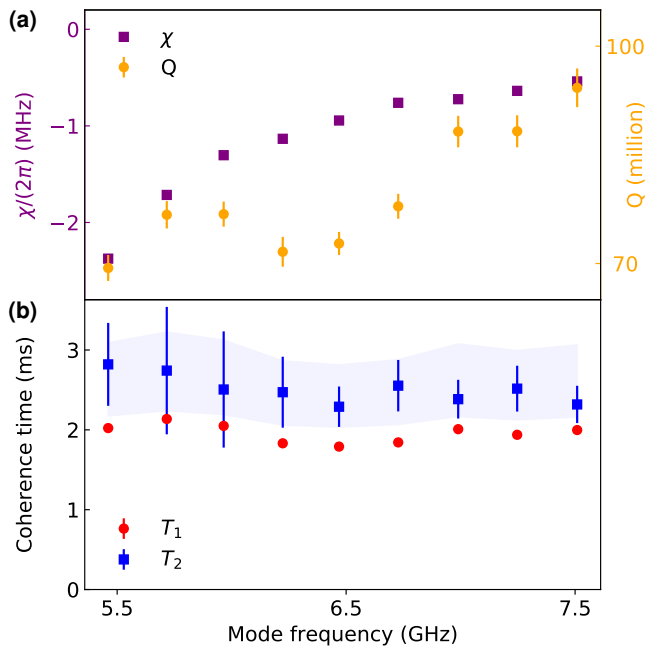 (a)
χ
Q
0
−1
−2
χ/(2π) (MHz)
100
70
Q (million)
(b)
3
2
1
0
Coherence time (ms)
T₁
T₂
5.5
6.5
7.5
Mode frequency (GHz)